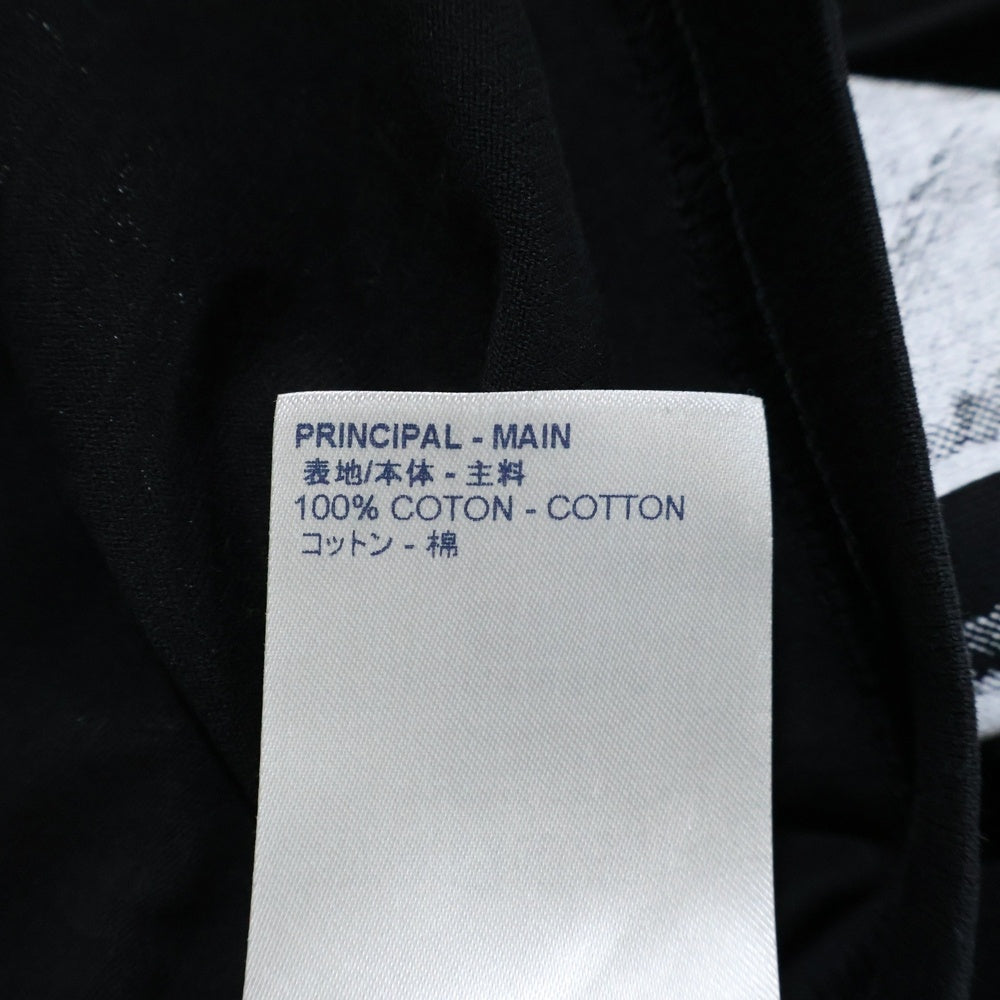 PRINCIPAL - MAIN
表地/本体 - 主料
100% COTON - COTTON
コットン - 棉